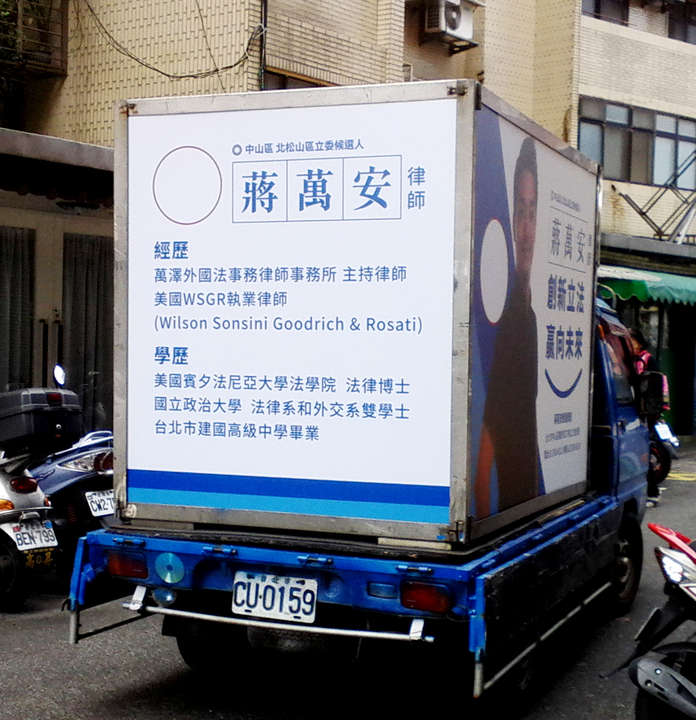 中山區 北松山區立委候選人
蔣萬安 律師
經歷
萬澤外國法事務律師事務所 主持律師
美國WSGR執業律師
(Wilson Sonsini Goodrich & Rosati)
學歷
美國賓夕法尼亞大學法學院 法律博士
國立政治大學 法律系和外交系雙學士
台北市建國高級中學畢業
蔣萬安
創新立法
贏向未來
CU-0159
BEN-799
CW2-7